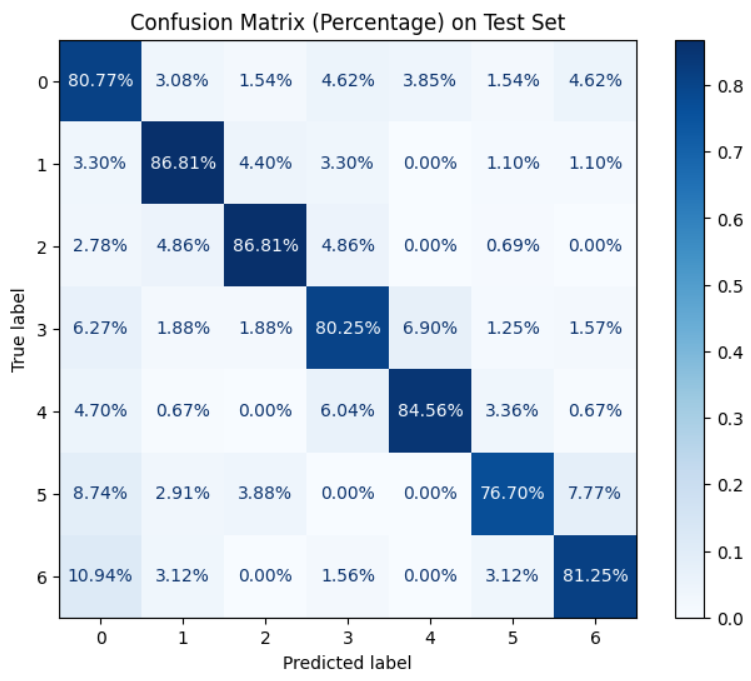 Confusion Matrix (Percentage) on Test Set
0 80.77% 3.08% 1.54% 4.62% 3.85% 1.54% 4.62%
1 3.30% 86.81% 4.40% 3.30% 0.00% 1.10% 1.10%
2 2.78% 4.86% 86.81% 4.86% 0.00% 0.69% 0.00%
3 6.27% 1.88% 1.88% 80.25% 6.90% 1.25% 1.57%
4 4.70% 0.67% 0.00% 6.04% 84.56% 3.36% 0.67%
5 8.74% 2.91% 3.88% 0.00% 0.00% 76.70% 7.77%
6 10.94% 3.12% 0.00% 1.56% 0.00% 3.12% 81.25%
0 1 2 3 4 5 6
Predicted label
True label
0.8
0.7
0.6
0.5
0.4
0.3
0.2
0.1
0.0